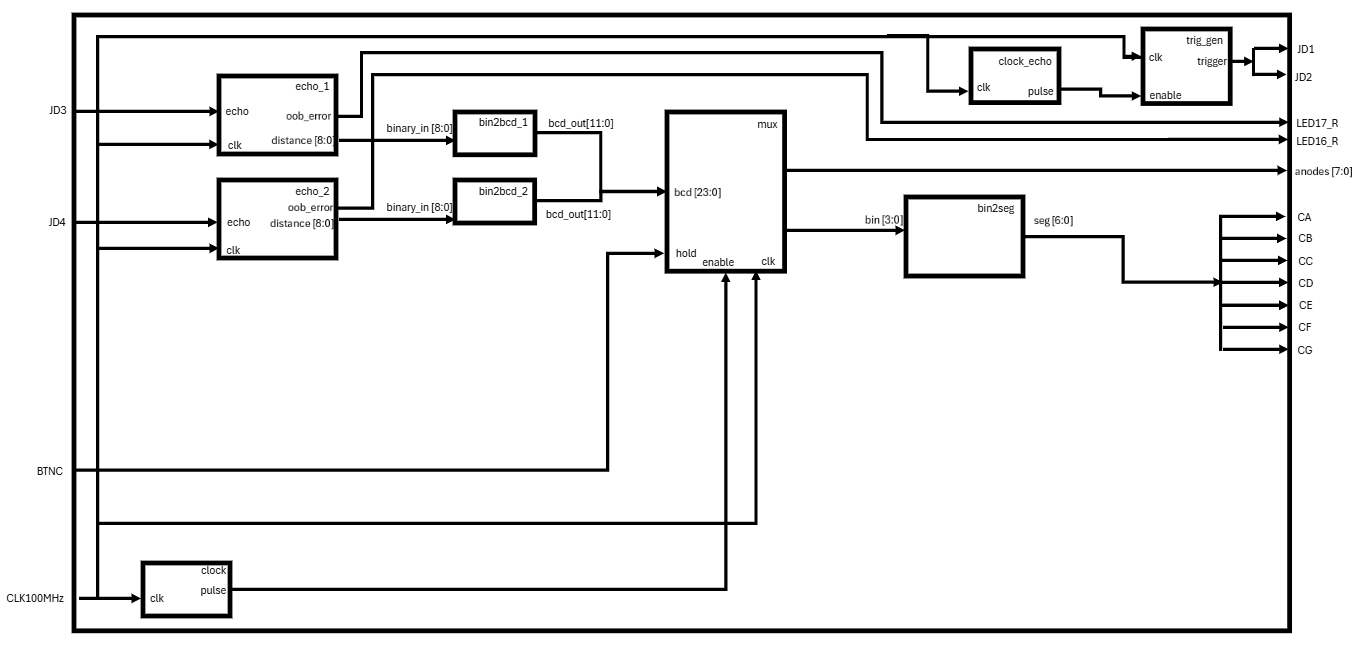 trig_gen
JD1
clk
clock_echo
trigger
JD2
echo_1
clk
pulse
enable
JD3
echo
oob_error
bin2bcd_1
bcd_out[11:0]
mux
LED17_R
binary_in [8:0]
LED16_R
clk
distance [8:0]
anodes [7:0]
echo_2
bin2bcd_2
bcd [23:0]
oob_error
binary_in [8:0]
bcd_out[11:0]
bin2seg
JD4
echo
distance [8:0]
bin [3:0]
seg [6:0]
CA
CB
clk
hold
enable
clk
CC
CD
CE
CF
CG
BTNC
clock
pulse
CLK100MHz
clk